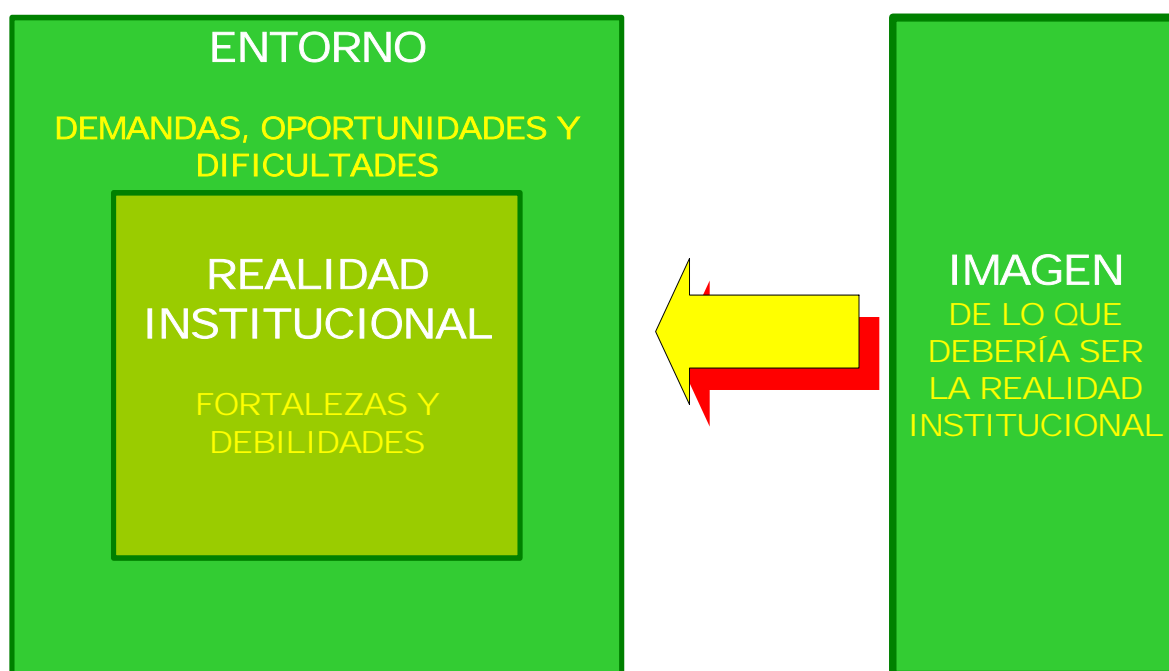 ENTORNO
DEMANDAS, OPORTUNIDADES Y
DIFICULTADES
REALIDAD
INSTITUCIONAL
FORTALEZAS Y
DEBILIDADES
IMAGEN
DE LO QUE
DEBERÍA SER
LA REALIDAD
INSTITUCIONAL